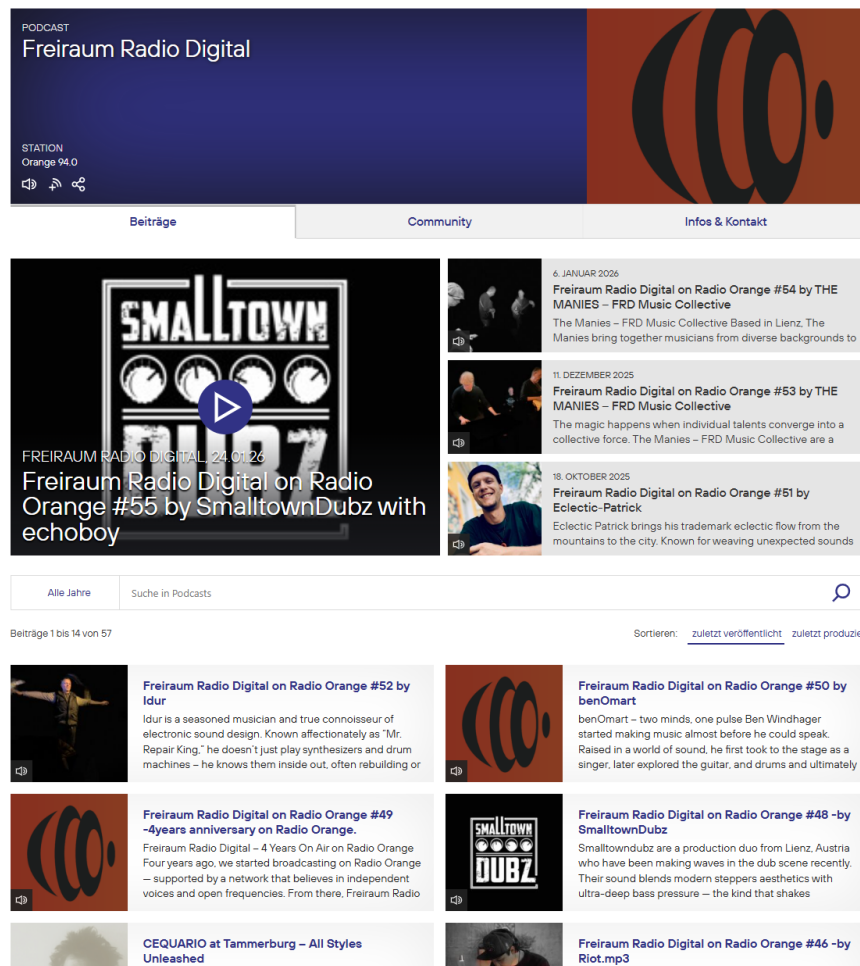 PODCAST
Freiraum Radio Digital
STATION
Orange 94.0
Beiträge
Community
Infos & Kontakt
SMALLTOWN
DUBZ
FREIRAUM RADIO DIGITAL, 24.01.26
Freiraum Radio Digital on Radio
Orange #55 by SmalltownDubz with
echoboy
6. JANUAR 2026
Freiraum Radio Digital on Radio Orange #54 by THE
MANIES – FRD Music Collective
The Manies – FRD Music Collective Based in Lienz, The
Manies bring together musicians from diverse backgrounds to
11. DEZEMBER 2025
Freiraum Radio Digital on Radio Orange #53 by THE
MANIES – FRD Music Collective
The magic happens when individual talents converge into a
collective force. The Manies – FRD Music Collective are a
18. OKTOBER 2025
Freiraum Radio Digital on Radio Orange #51 by
Eclectic-Patrick
Eclectic Patrick brings his trademark eclectic flow from the
mountains to the city. Known for weaving unexpected sounds
Alle Jahre
Suche in Podcasts
Beiträge 1 bis 14 von 57
Sortieren: zuletzt veröffentlicht zuletzt produzie
Freiraum Radio Digital on Radio Orange #52 by
Idur
Idur is a seasoned musician and true connoisseur of
electronic sound design. Known affectionately as "Mr.
Repair King," he doesn't just play synthesizers and drum
machines – he knows them inside out, often rebuilding or
Freiraum Radio Digital on Radio Orange #50 by
benOmart
benOmart – two minds, one pulse Ben Windhager
started making music almost before he could speak.
Raised in a world of sound, he first took to the stage as a
singer, later explored the guitar, and drums and ultimately
Freiraum Radio Digital on Radio Orange #49
-4years anniversary on Radio Orange.
Freiraum Radio Digital – 4 Years On Air on Radio Orange
Four years ago, we started broadcasting on Radio Orange
— supported by a network that believes in independent
voices and open frequencies. From there, Freiraum Radio
SMALLTOWN
DUBZ
Freiraum Radio Digital on Radio Orange #48 -by
SmalltownDubz
Smalltowndubz are a production duo from Lienz, Austria
who have been making waves in the dub scene recently.
Their sound blends modern steppers aesthetics with
ultra-deep bass pressure — the kind that shakes
CEQUARIO at Tammerburg – All Styles
Unleashed
Freiraum Radio Digital on Radio Orange #46 -by
Riot.mp3